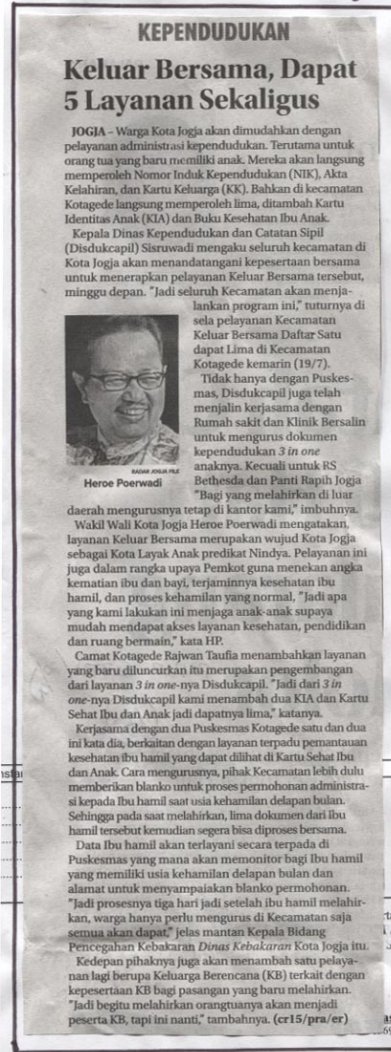 KEPENDUDUKAN
Keluar Bersama, Dapat
5 Layanan Sekaligus
JOGJA – Warga Kota Jogja akan dimudahkan dengan
pelayanan administrasi kependudukan. Terutama untuk
orang tua yang baru memiliki anak. Mereka akan langsung
memperoleh Nomor Induk Kependudukan (NIK), Akta
Kelahiran, dan Kartu Keluarga (KK). Bahkan di kecamatan
Kotagede langsung memperoleh lima, ditambah Kartu
Identitas Anak (KIA) dan Buku Kesehatan Ibu Anak.
Kepala Dinas Kependudukan dan Catatan Sipil
(Disdukcapil) Sisruwadi mengaku seluruh kecamatan di
Kota Jogja akan menandatangani kepesertaan bersama
untuk menerapkan pelayanan Keluar Bersama tersebut,
minggu depan. "Jadi seluruh Kecamatan akan menja-
lankan program ini," tuturnya di
sela pelayanan Kecamatan
Keluar Bersama Daftar Satu
dapat Lima di Kecamatan
Kotagede kemarin (19/7).
Tidak hanya dengan Puskes-
mas, Disdukcapil juga telah
menjalin kerjasama dengan
Rumah sakit dan Klinik Bersalin
untuk mengurus dokumen
kependudukan 3 in one
anaknya. Kecuali untuk RS
Bethesda dan Panti Rapih Jogja
"Bagi yang melahirkan di luar
daerah mengurusnya tetap di kantor kami," imbuhnya.
RADAR JOGJA FILE
Heroe Poerwadi
Wakil Wali Kota Jogja Heroe Poerwadi mengatakan,
layanan Keluar Bersama merupakan wujud Kota Jogja
sebagai Kota Layak Anak predikat Nindya. Pelayanan ini
juga dalam rangka upaya Pemkot guna menekan angka
kematian ibu dan bayi, terjaminnya kesehatan ibu
hamil, dan proses kehamilan yang normal, "Jadi apa
yang kami lakukan ini menjaga anak-anak supaya
mudah mendapat akses layanan kesehatan, pendidikan
dan ruang bermain," kata HP.
Camat Kotagede Rajwan Taufia menambahkan layanan
yang baru diluncurkan itu merupakan pengembangan
dari layanan 3 in one-nya Disdukcapil. "Jadi dari 3 in
one-nya Disdukcapil kami menambah dua KIA dan Kartu
Sehat Ibu dan Anak jadi dapatnya lima," katanya.
Kerjasama dengan dua Puskesmas Kotagede satu dan dua
ini kata dia, berkaitan dengan layanan terpadu pemantauan
kesehatan ibu hamil yang dapat dilihat di Kartu Sehat Ibu
dan Anak. Cara mengurusnya, pihak Kecamatan lebih dulu
memberikan blanko untuk proses permohonan administra-
si kepada Ibu hamil saat usia kehamilan delapan bulan.
Sehingga pada saat melahirkan, lima dokumen dari Ibu
hamil tersebut kemudian segera bisa diproses bersama.
Data Ibu hamil akan terlayani secara terpada di
Puskesmas yang mana akan memonitor bagi Ibu hamil
yang memiliki usia kehamilan delapan bulan dan
alamat untuk menyampaiakan blanko permohonan.
"Jadi prosesnya tiga hari jadi setelah ibu hamil melahir-
kan, warga hanya perlu mengurus di Kecamatan saja
semua akan dapat," jelas mantan Kepala Bidang
Pencegahan Kebakaran Dinas Kebakaran Kota Jogja itu.
Kedepan pihaknya juga akan menambah satu pelaya-
nan lagi berupa Keluarga Berencana (KB) terkait dengan
kepesertaan KB bagi pasangan yang baru melahirkan.
"Jadi begitu melahirkan orangtuanya akan menjadi
peserta KB, tapi ini nanti," tambahnya. (cr15/pra/er)